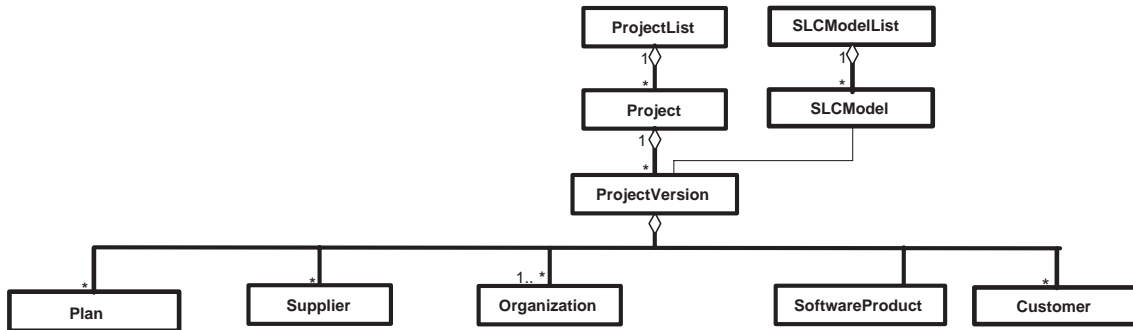 ProjectList
SLCModelList
1
1
*
*
Project
SLCModel
1
*
ProjectVersion
*
*
1.. *
*
Plan
Supplier
Organization
SoftwareProduct
Customer